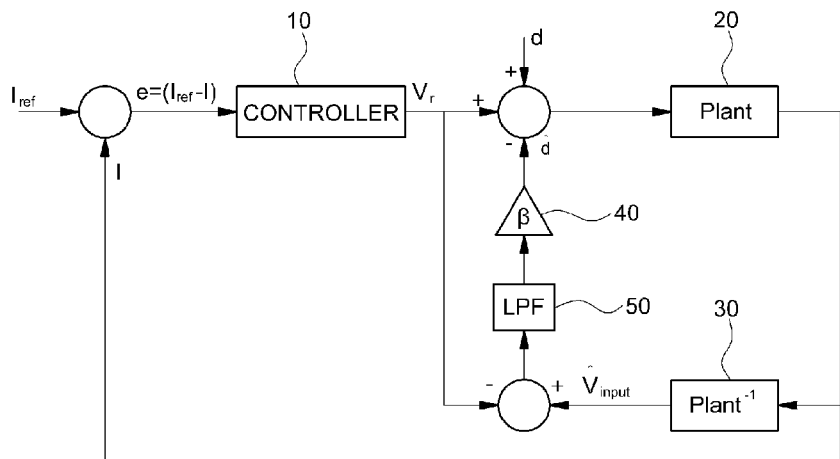 10
20
d
I_ref
e=(I_ref-I)
CONTROLLER
V_r
+
+
Plant
-
d̂
I
β
40
LPF
50
30
-
+
V̂_input
Plant⁻¹